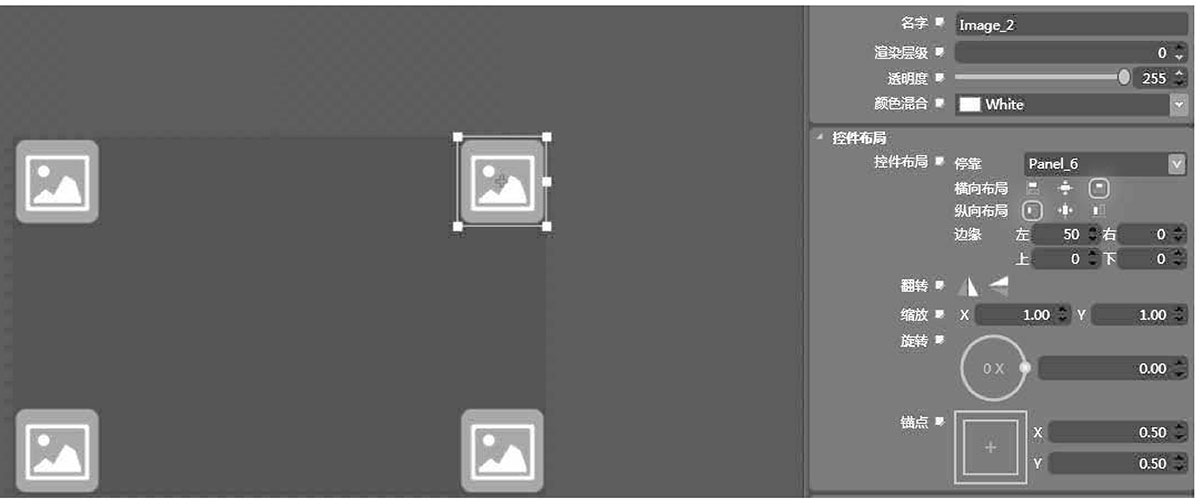 名字 Image_2
渲染层级 0
透明度 255
颜色混合 White
控件布局
控件布局 停靠 Panel_6
横向布局
纵向布局
边缘 左 50 右 0
上 0 下 0
翻转
缩放 X 1.00 Y 1.00
旋转
0 X 0.00
锚点
X 0.50
Y 0.50